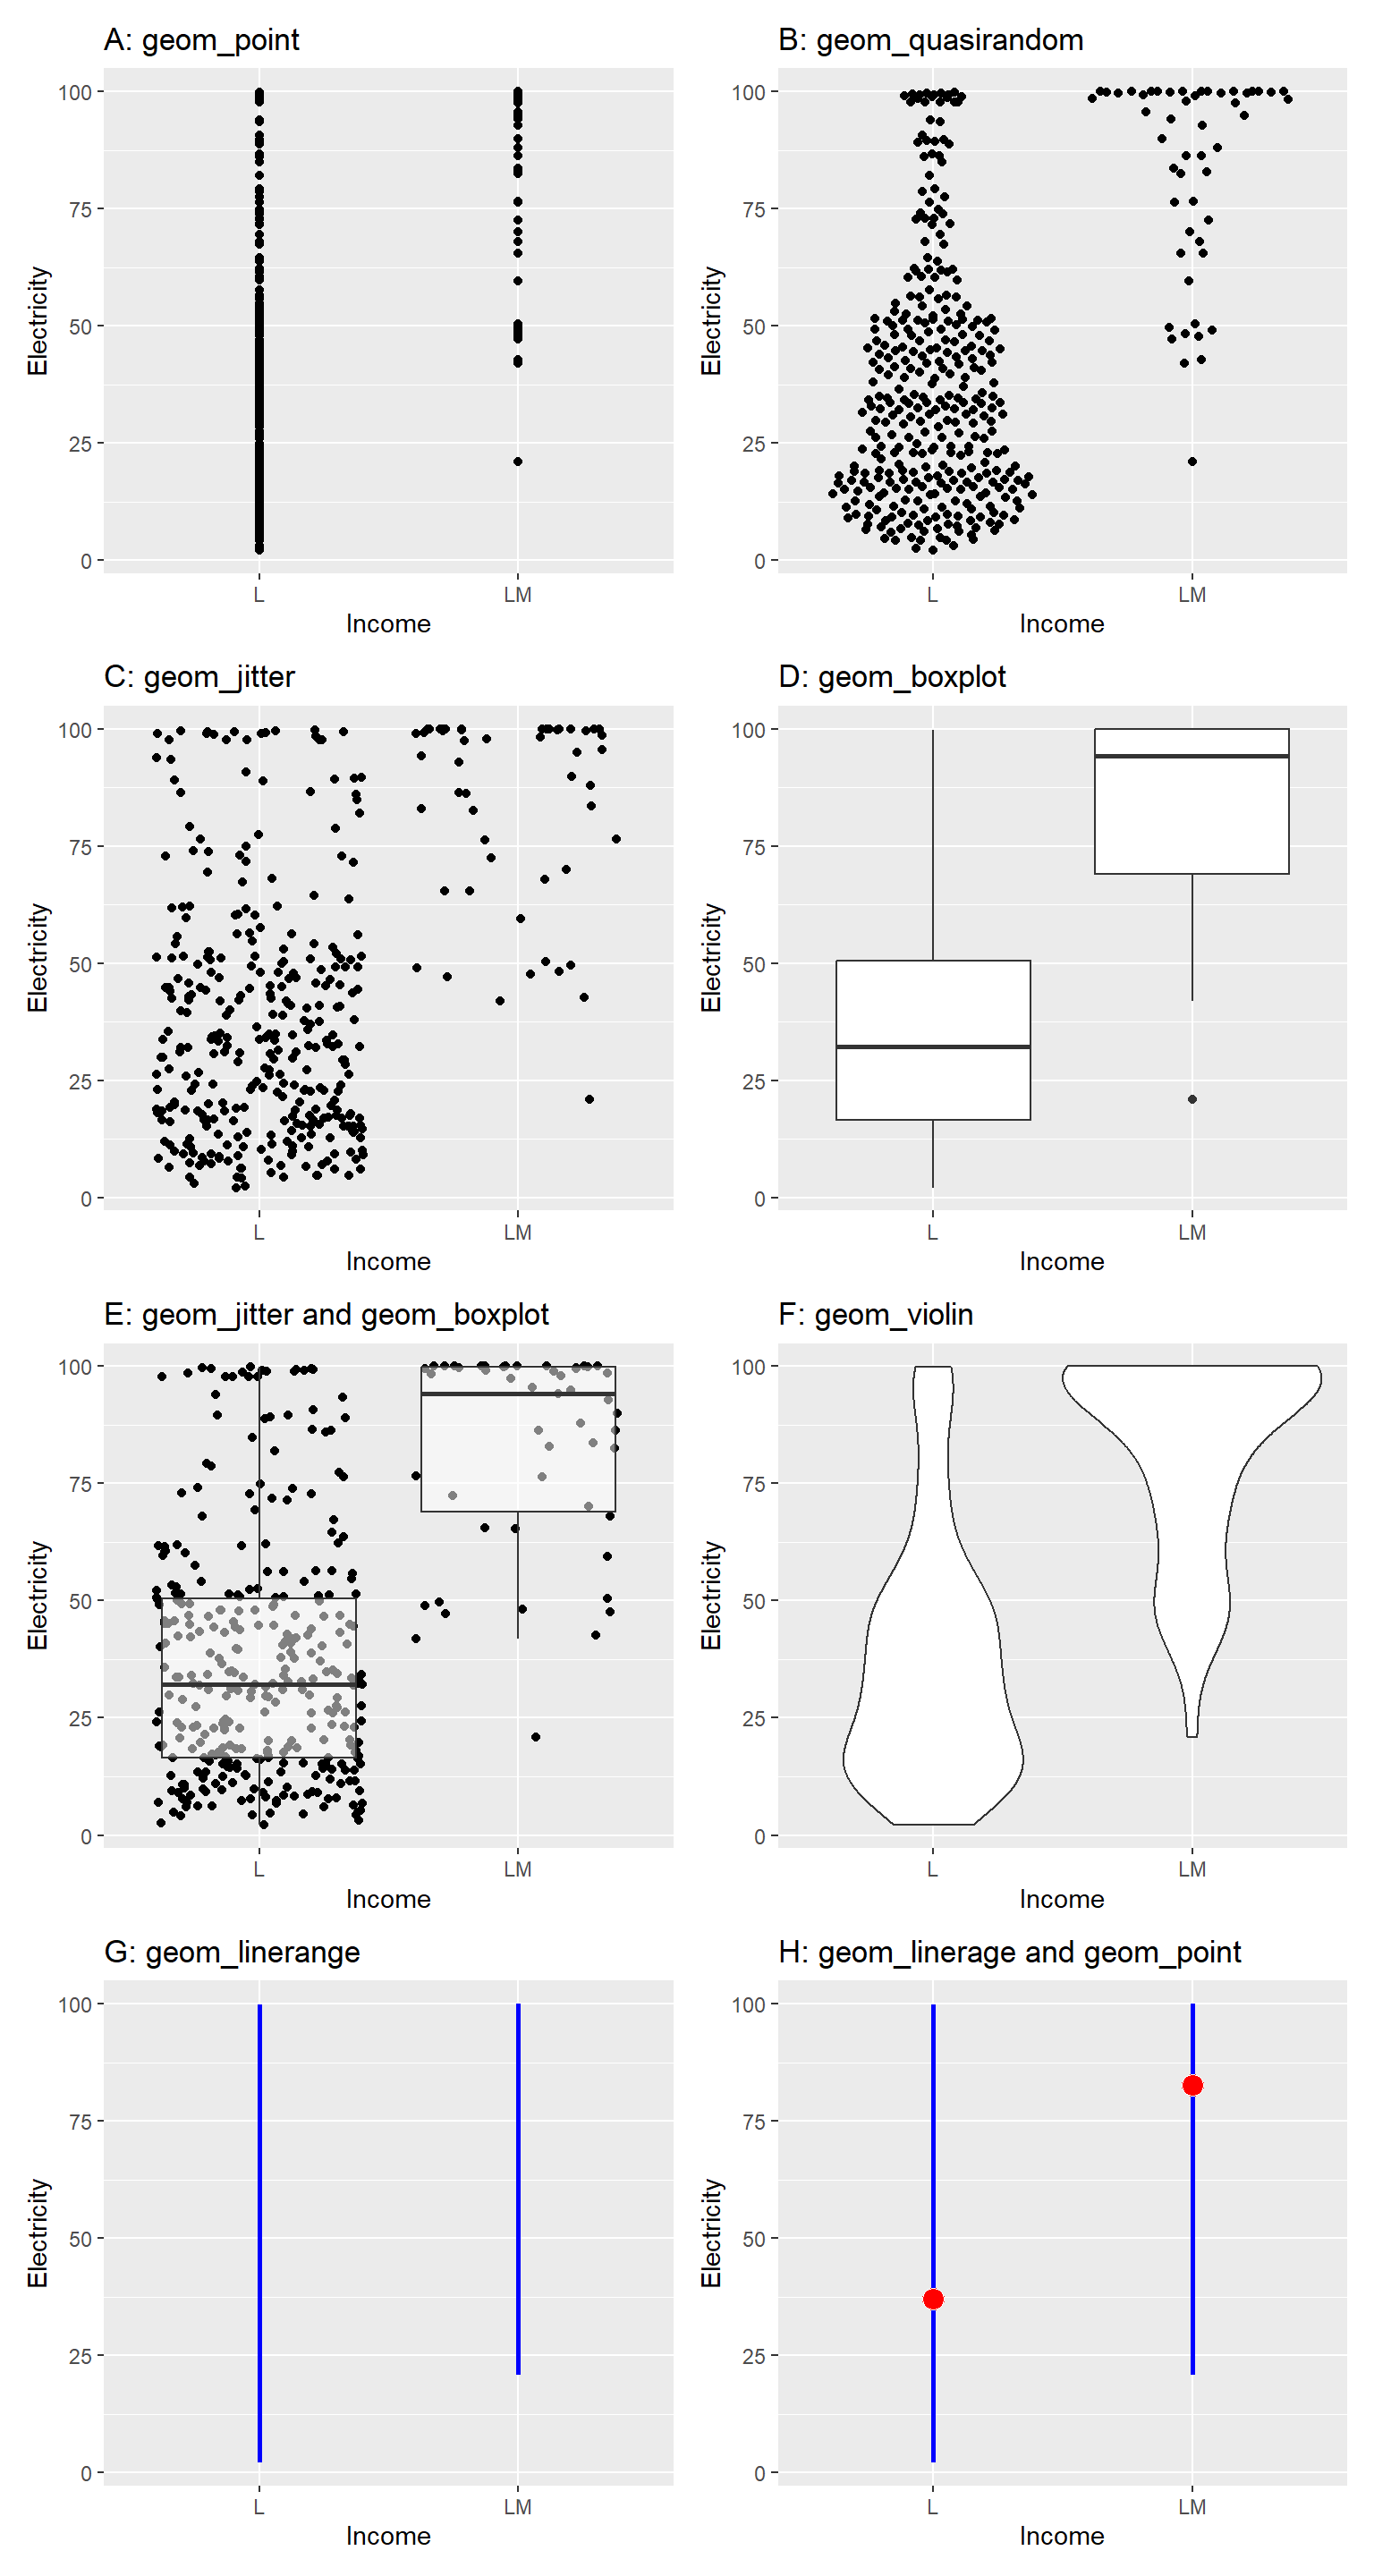 A: geom_point
100
75
50
25
0
Electricity
L
LM
Income
B: geom_quasirandom
100
75
50
25
0
Electricity
L
LM
Income
C: geom_jitter
100
75
50
25
0
Electricity
L
LM
Income
D: geom_boxplot
100
75
50
25
0
Electricity
L
LM
Income
E: geom_jitter and geom_boxplot
100
75
50
25
0
Electricity
L
LM
Income
F: geom_violin
100
75
50
25
0
Electricity
L
LM
Income
G: geom_linerange
100
75
50
25
0
Electricity
L
LM
Income
H: geom_linerage and geom_point
100
75
50
25
0
Electricity
L
LM
Income